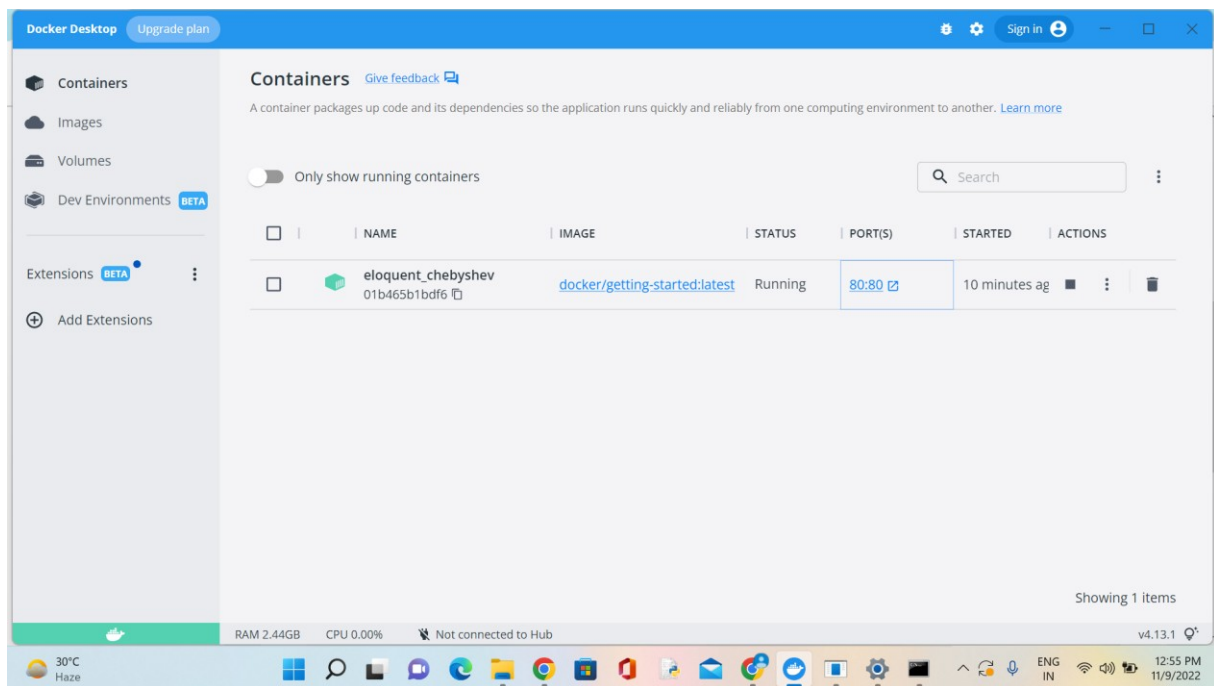 Docker Desktop Upgrade plan Sign in
Containers
Images
Volumes
Dev Environments BETA
Extensions BETA
Add Extensions
Containers Give feedback
A container packages up code and its dependencies so the application runs quickly and reliably from one computing environment to another. Learn more
Only show running containers Search
NAME IMAGE STATUS PORT(S) STARTED ACTIONS
eloquent_chebyshev docker/getting-started:latest Running 80:80 10 minutes ag
01b465b1bdf6
Showing 1 items
RAM 2.44GB CPU 0.00% Not connected to Hub v4.13.1
30°C ENG 12:55 PM
Haze IN 11/9/2022